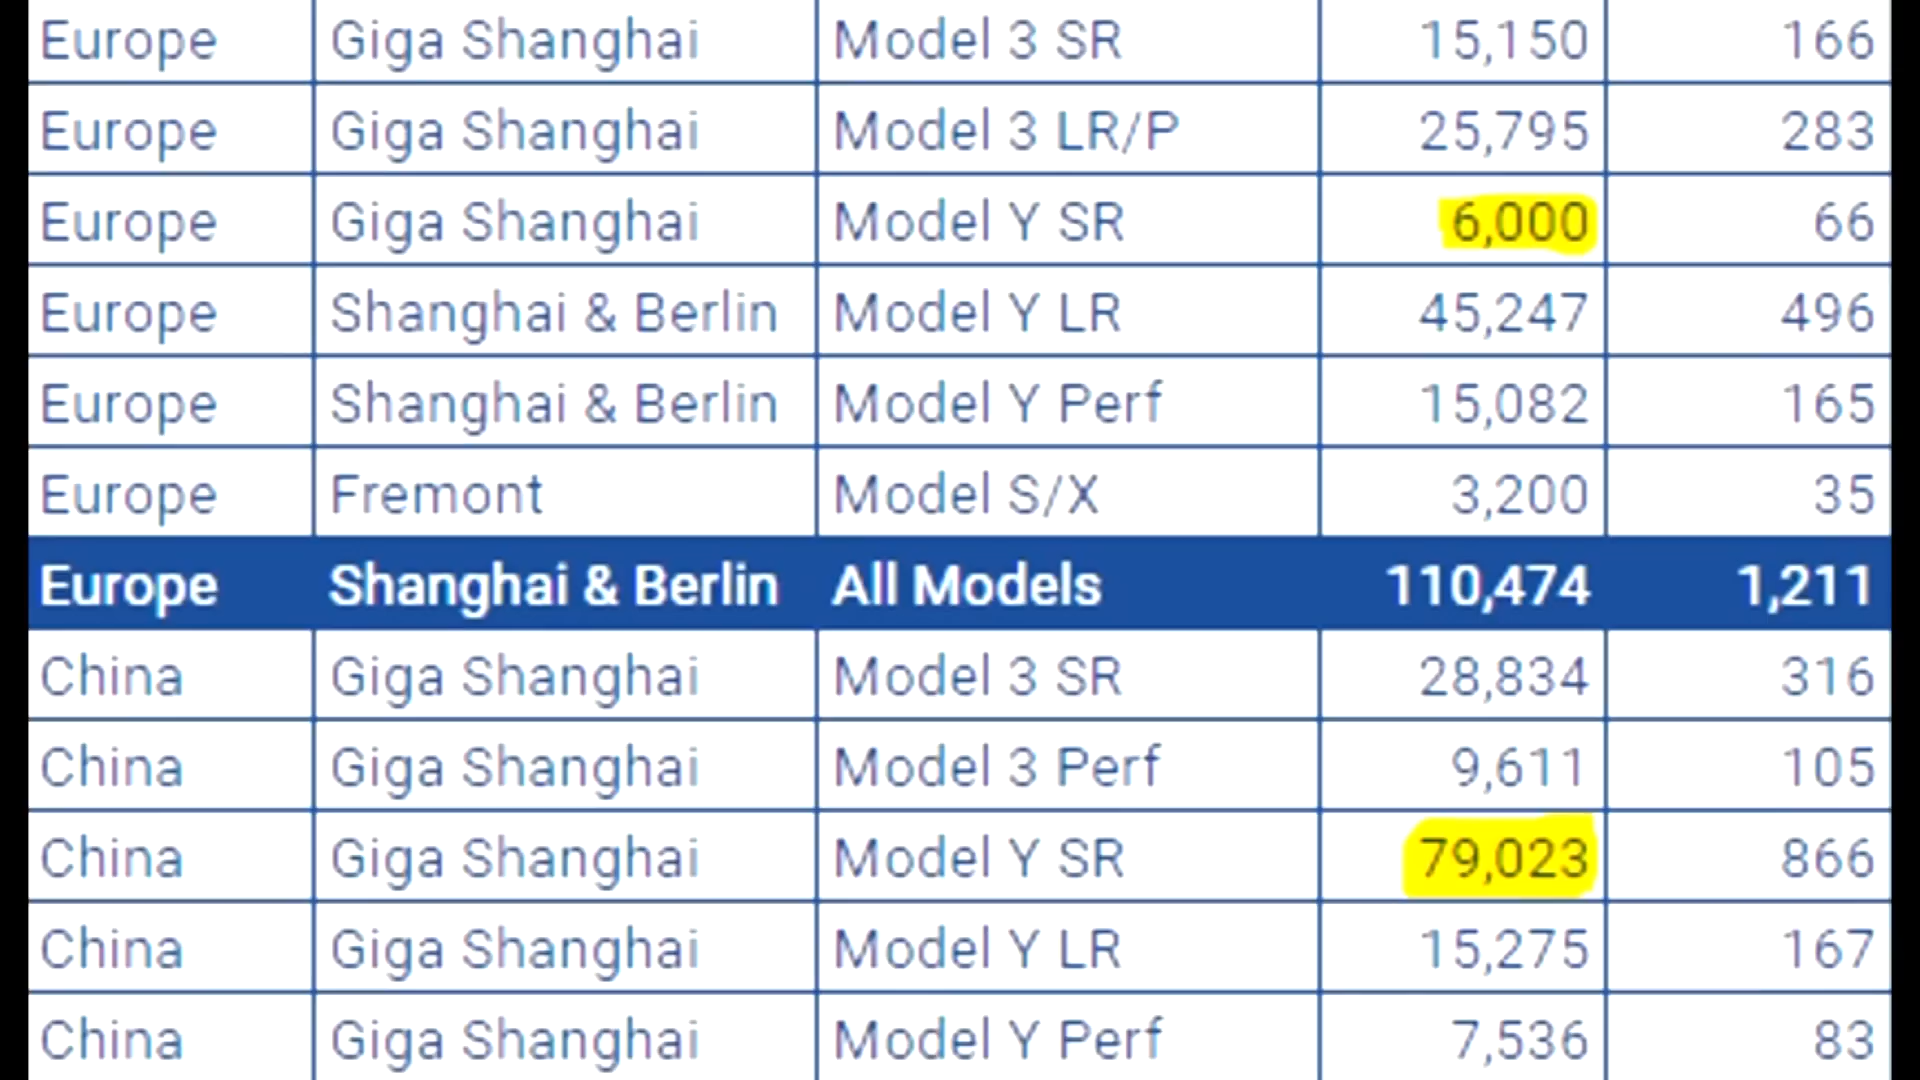 Europe Giga Shanghai Model 3 SR 15,150 166
Europe Giga Shanghai Model 3 LR/P 25,795 283
Europe Giga Shanghai Model Y SR 6,000 66
Europe Shanghai & Berlin Model Y LR 45,247 496
Europe Shanghai & Berlin Model Y Perf 15,082 165
Europe Fremont Model S/X 3,200 35
Europe Shanghai & Berlin All Models 110,474 1,211
China Giga Shanghai Model 3 SR 28,834 316
China Giga Shanghai Model 3 Perf 9,611 105
China Giga Shanghai Model Y SR 79,023 866
China Giga Shanghai Model Y LR 15,275 167
China Giga Shanghai Model Y Perf 7,536 83